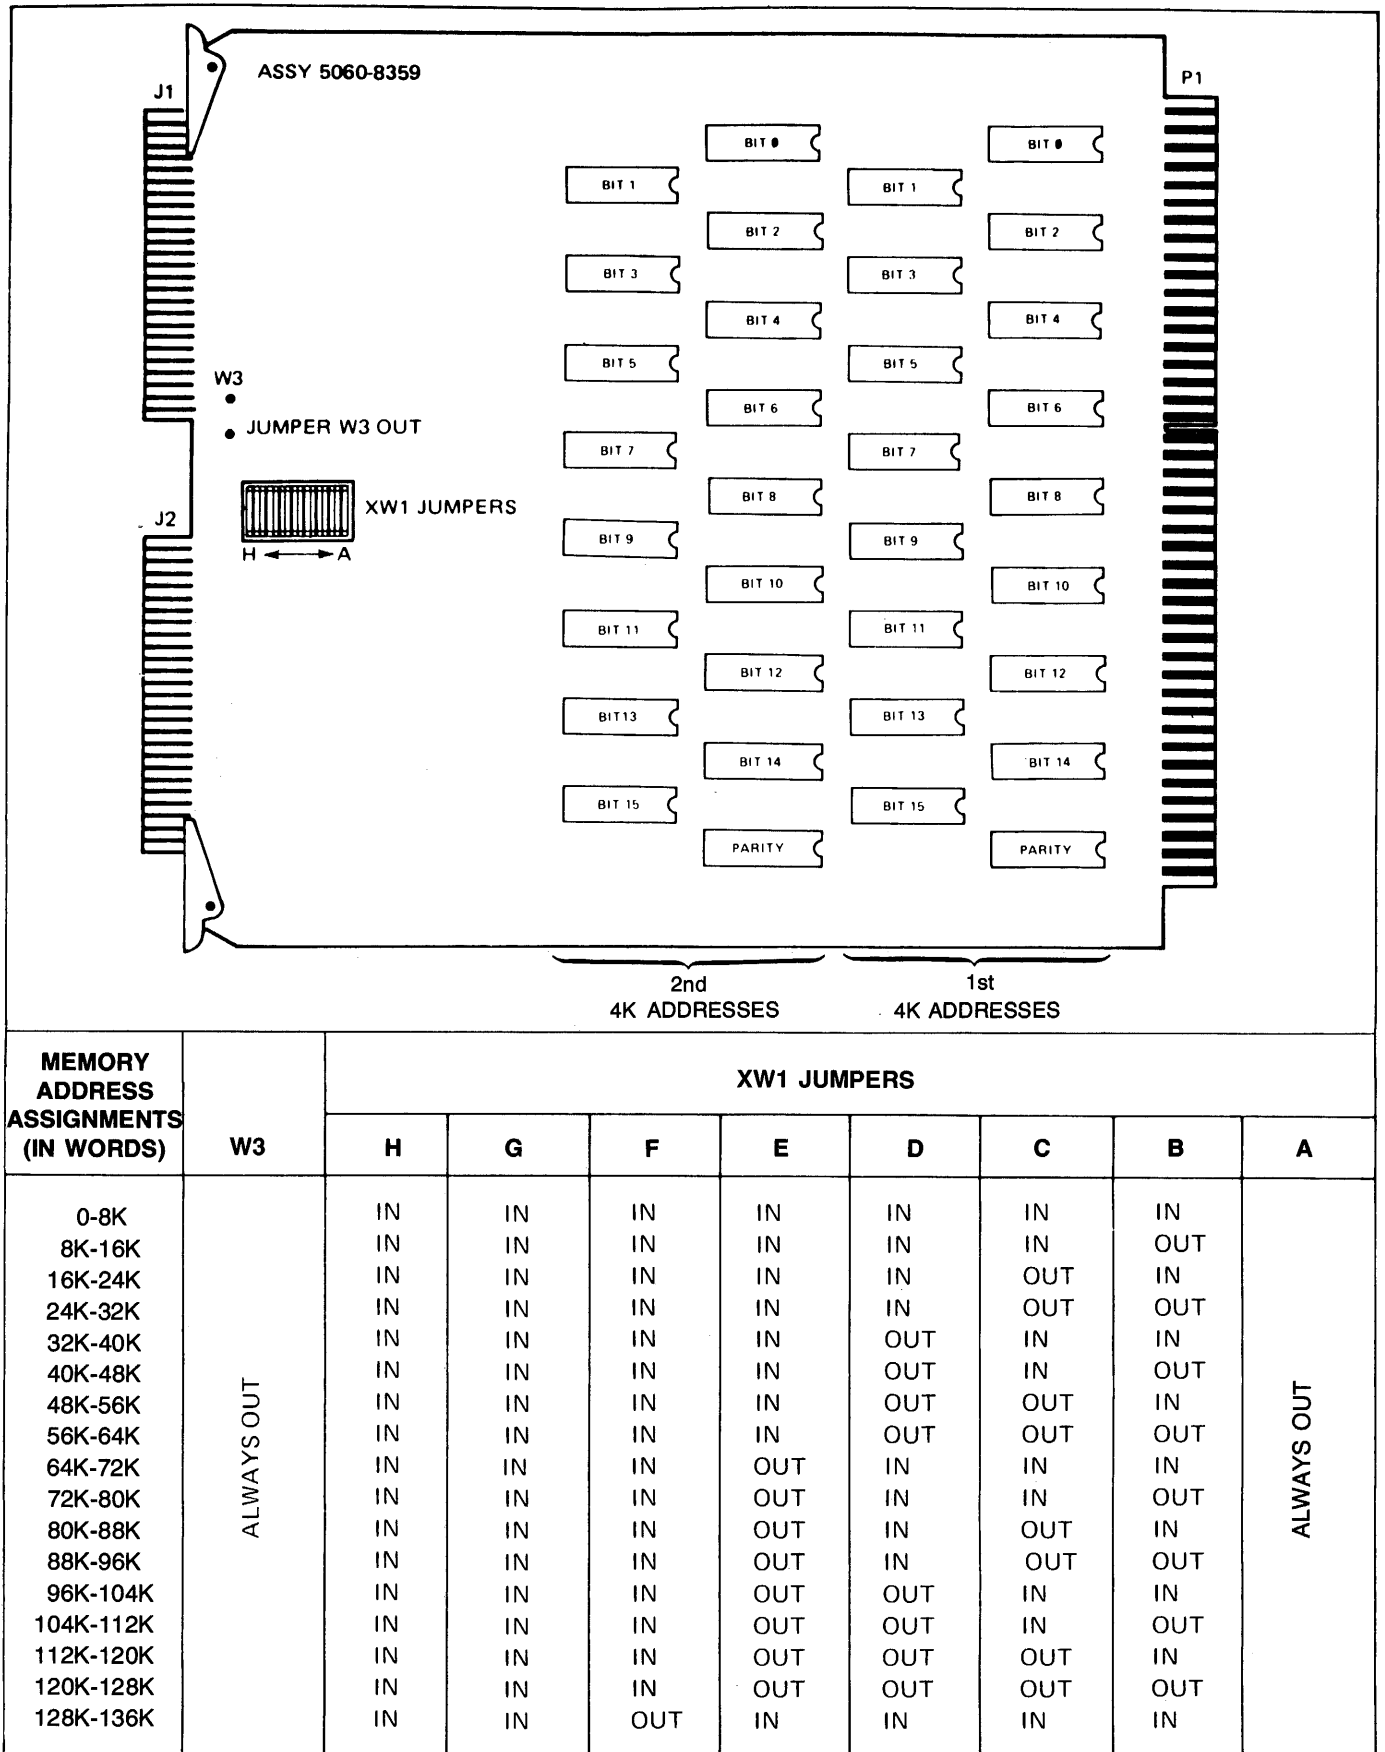 ASSY 5060-8359
J1
P1
BIT 0 BIT 0
BIT 1 BIT 1
BIT 2 BIT 2
BIT 3 BIT 3
BIT 4 BIT 4
BIT 5 BIT 5
W3
BIT 6 BIT 6
JUMPER W3 OUT
BIT 7 BIT 7
BIT 8 BIT 8
XW1 JUMPERS
J2
BIT 9 BIT 9
H A
BIT 10 BIT 10
BIT 11 BIT 11
BIT 12 BIT 12
BIT13 BIT 13
BIT 14 BIT 14
BIT 15 BIT 15
PARITY PARITY
2nd 1st
4K ADDRESSES 4K ADDRESSES
MEMORY
ADDRESS
ASSIGNMENTS
(IN WORDS)
W3
XW1 JUMPERS
H G F E D C B A
0-8K IN IN IN IN IN IN IN
8K-16K IN IN IN IN IN IN OUT
16K-24K IN IN IN IN IN OUT IN
24K-32K IN IN IN IN IN OUT OUT
32K-40K IN IN IN IN OUT IN IN
40K-48K IN IN IN IN OUT IN OUT
48K-56K IN IN IN IN OUT OUT IN
56K-64K IN IN IN IN OUT OUT OUT
64K-72K IN IN IN OUT IN IN IN
72K-80K IN IN IN OUT IN IN OUT
80K-88K IN IN IN OUT IN OUT IN
88K-96K IN IN IN OUT IN OUT OUT
96K-104K IN IN IN OUT OUT IN IN
104K-112K IN IN IN OUT OUT IN OUT
112K-120K IN IN IN OUT OUT OUT IN
120K-128K IN IN IN OUT OUT OUT OUT
128K-136K IN IN OUT IN IN IN IN
ALWAYS OUT
ALWAYS OUT